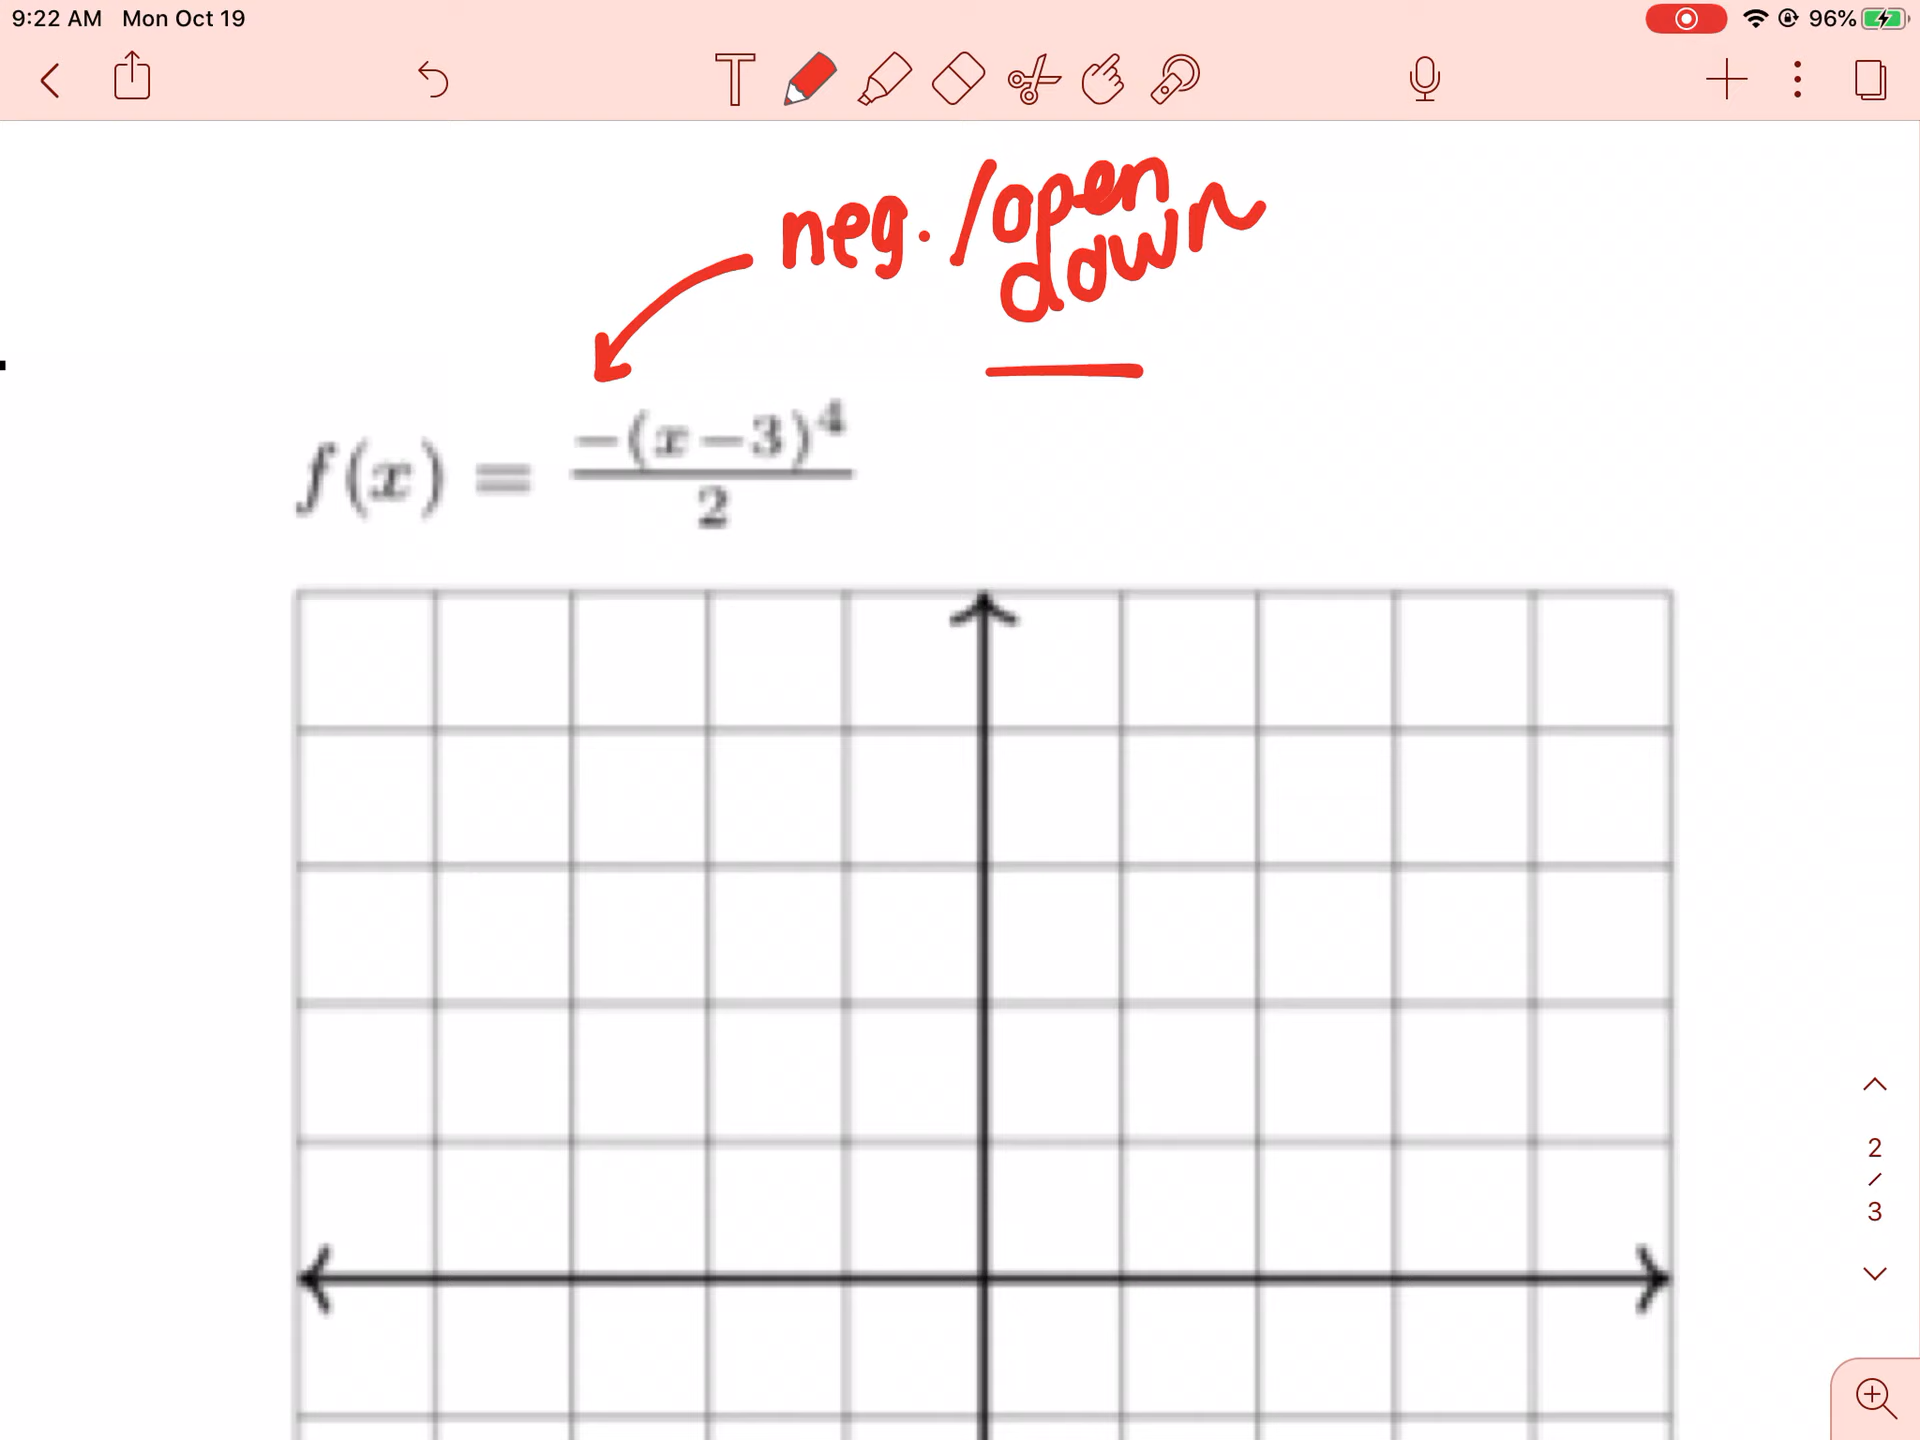 9:22 AM Mon Oct 19
96%
T
neg./open
down
f(x) = -(x-3)^4/2
2
/
3